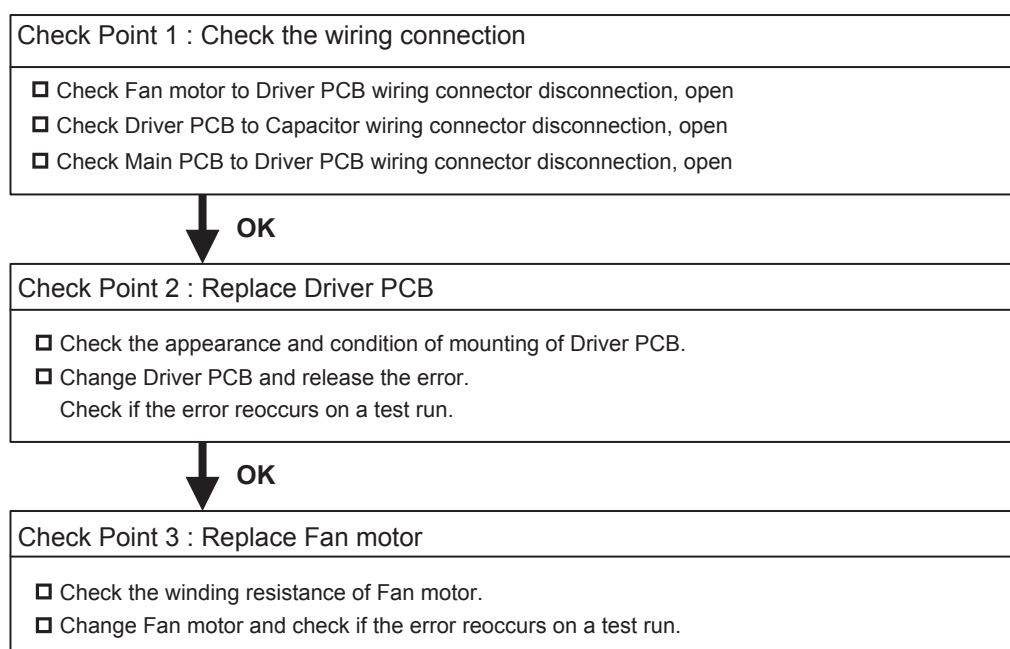 Check Point 1 : Check the wiring connection
Check Fan motor to Driver PCB wiring connector disconnection, open
Check Driver PCB to Capacitor wiring connector disconnection, open
Check Main PCB to Driver PCB wiring connector disconnection, open
OK
Check Point 2 : Replace Driver PCB
Check the appearance and condition of mounting of Driver PCB.
Change Driver PCB and release the error.
Check if the error reoccurs on a test run.
OK
Check Point 3 : Replace Fan motor
Check the winding resistance of Fan motor.
Change Fan motor and check if the error reoccurs on a test run.